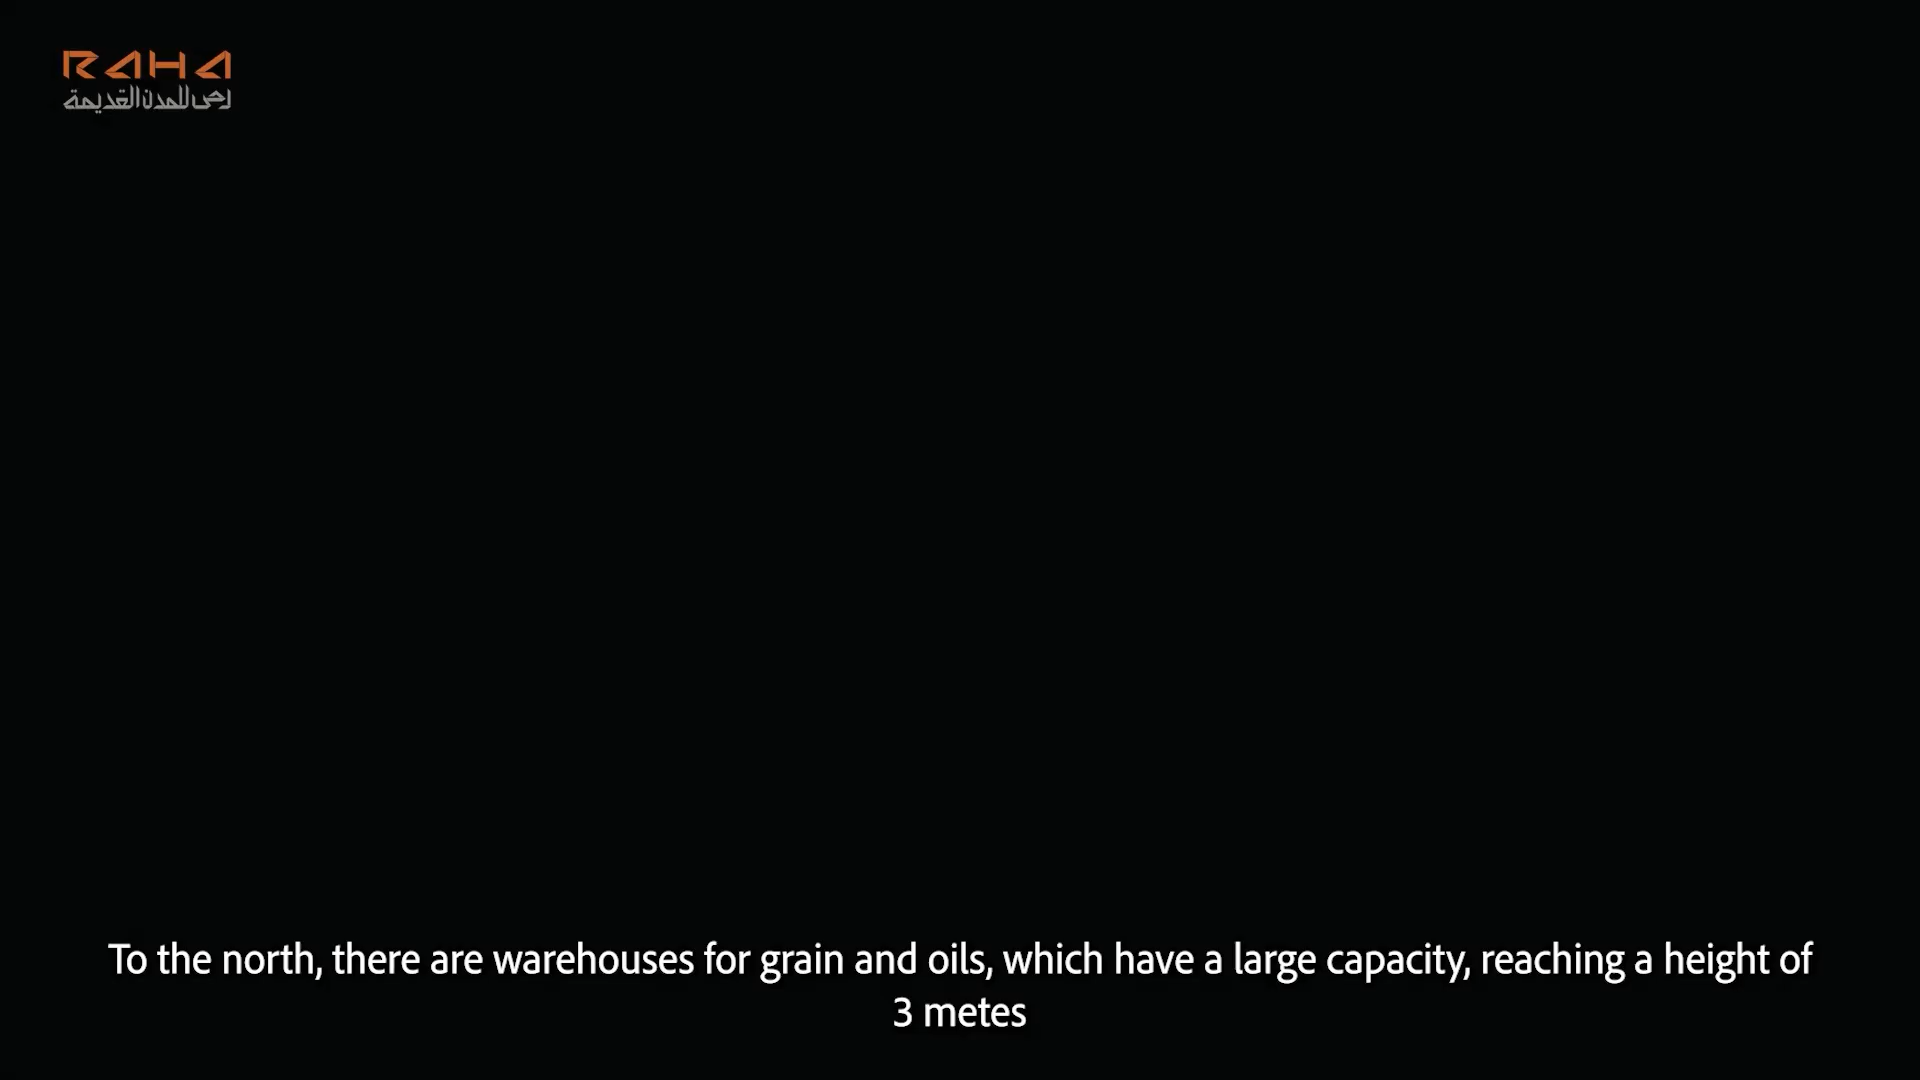 RAHA
رحى للمدن القديمة
To the north, there are warehouses for grain and oils, which have a large capacity, reaching a height of
3 metes